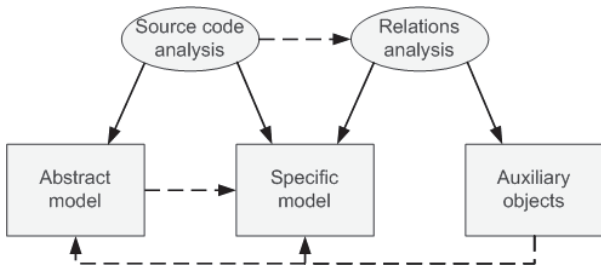 Source code
analysis
Relations
analysis
Abstract
model
Specific
model
Auxiliary
objects